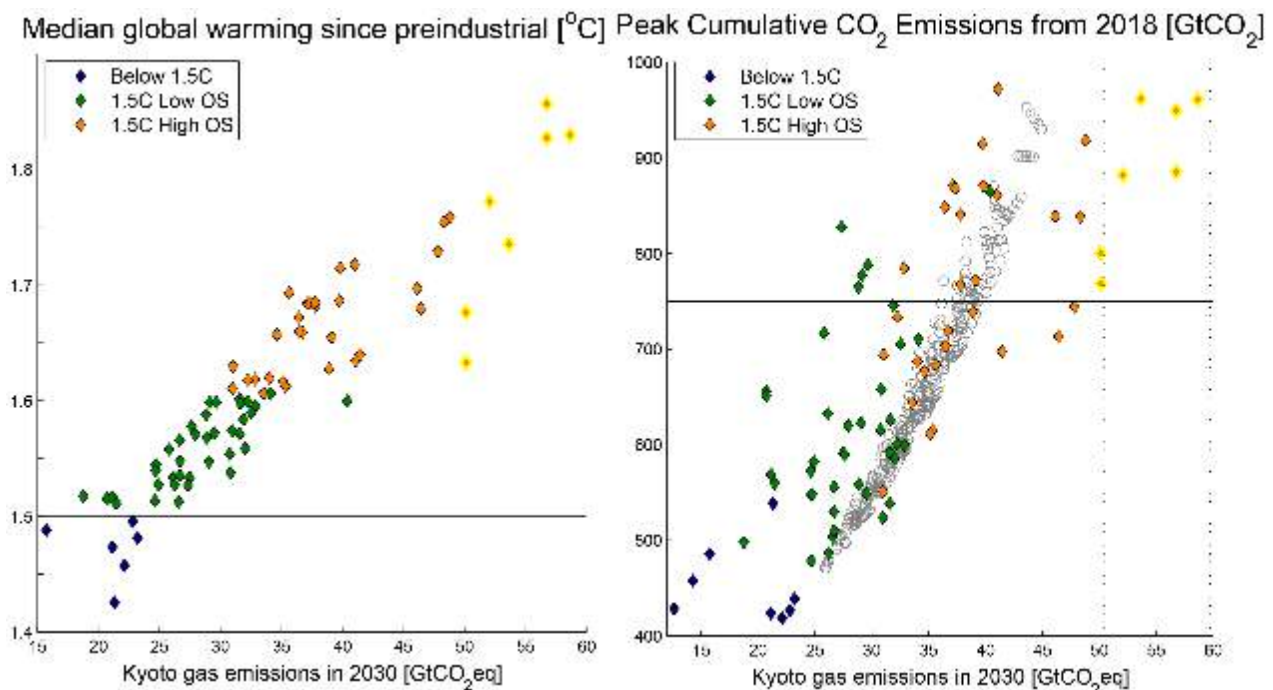 Median global warming since preindustrial [°C]
Below 1.5C
1.5C Low OS
1.5C High OS
1.8
1.7
1.6
1.5
1.4
15 20 25 30 35 40 45 50 55 60
Kyoto gas emissions in 2030 [GtCO2eq]
Peak Cumulative CO2 Emissions from 2018 [GtCO2]
1000
Below 1.5C
1.5C Low OS
1.5C High OS
900
800
700
600
500
400
15 20 25 30 35 40 45 50 55 60
Kyoto gas emissions in 2030 [GtCO2eq]